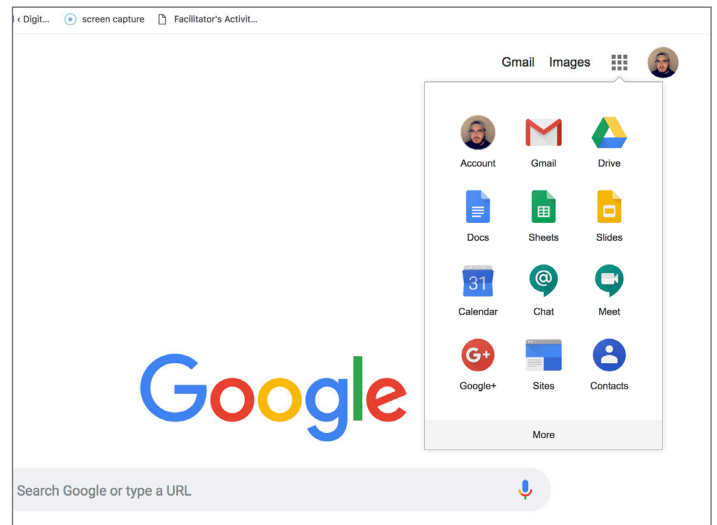 ‹ Digit... screen capture Facilitator's Activit...
Gmail Images
Account Gmail Drive
Docs Sheets Slides
31
Calendar Chat Meet
G+
Google+ Sites Contacts
More
Google
Search Google or type a URL